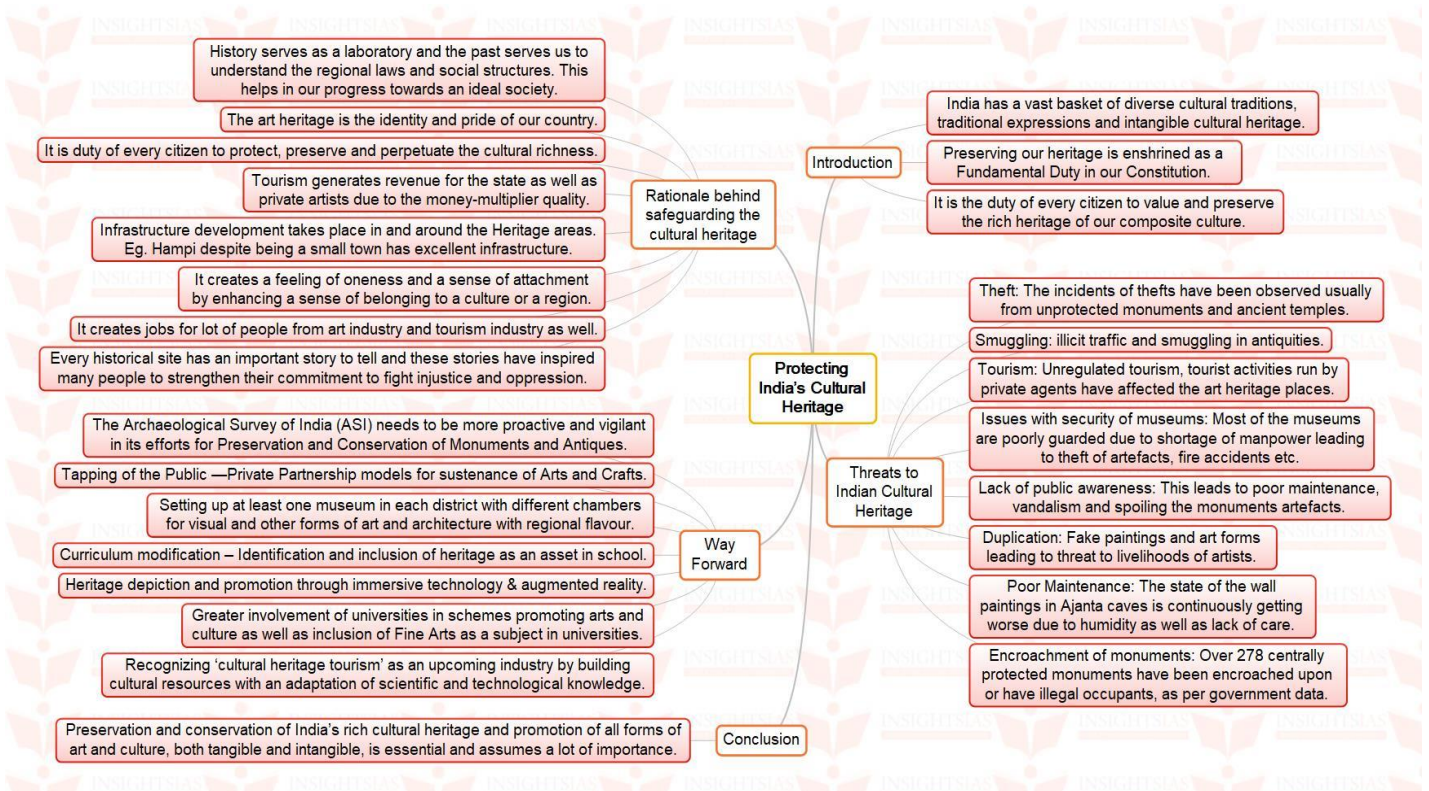 Protecting
India's Cultural
Heritage
Introduction
India has a vast basket of diverse cultural traditions,
traditional expressions and intangible cultural heritage.
Preserving our heritage is enshrined as a
Fundamental Duty in our Constitution.
It is the duty of every citizen to value and preserve
the rich heritage of our composite culture.
Threats to
Indian Cultural
Heritage
Theft: The incidents of thefts have been observed usually
from unprotected monuments and ancient temples.
Smuggling: illicit traffic and smuggling in antiquities.
Tourism: Unregulated tourism, tourist activities run by
private agents have affected the art heritage places.
Issues with security of museums: Most of the museums
are poorly guarded due to shortage of manpower leading
to theft of artefacts, fire accidents etc.
Lack of public awareness: This leads to poor maintenance,
vandalism and spoiling the monuments artefacts.
Duplication: Fake paintings and art forms
leading to threat to livelihoods of artists.
Poor Maintenance: The state of the wall
paintings in Ajanta caves is continuously getting
worse due to humidity as well as lack of care.
Encroachment of monuments: Over 278 centrally
protected monuments have been encroached upon
or have illegal occupants, as per government data.
Rationale behind
safeguarding the
cultural heritage
History serves as a laboratory and the past serves us to
understand the regional laws and social structures. This
helps in our progress towards an ideal society.
The art heritage is the identity and pride of our country.
It is duty of every citizen to protect, preserve and perpetuate the cultural richness.
Tourism generates revenue for the state as well as
private artists due to the money-multiplier quality.
Infrastructure development takes place in and around the Heritage areas.
Eg. Hampi despite being a small town has excellent infrastructure.
It creates a feeling of oneness and a sense of attachment
by enhancing a sense of belonging to a culture or a region.
It creates jobs for lot of people from art industry and tourism industry as well.
Every historical site has an important story to tell and these stories have inspired
many people to strengthen their commitment to fight injustice and oppression.
Way
Forward
The Archaeological Survey of India (ASI) needs to be more proactive and vigilant
in its efforts for Preservation and Conservation of Monuments and Antiques.
Tapping of the Public —Private Partnership models for sustenance of Arts and Crafts.
Setting up at least one museum in each district with different chambers
for visual and other forms of art and architecture with regional flavour.
Curriculum modification – Identification and inclusion of heritage as an asset in school.
Heritage depiction and promotion through immersive technology & augmented reality.
Greater involvement of universities in schemes promoting arts and
culture as well as inclusion of Fine Arts as a subject in universities.
Recognizing 'cultural heritage tourism' as an upcoming industry by building
cultural resources with an adaptation of scientific and technological knowledge.
Conclusion
Preservation and conservation of India's rich cultural heritage and promotion of all forms of
art and culture, both tangible and intangible, is essential and assumes a lot of importance.
INSIGHTSIAS